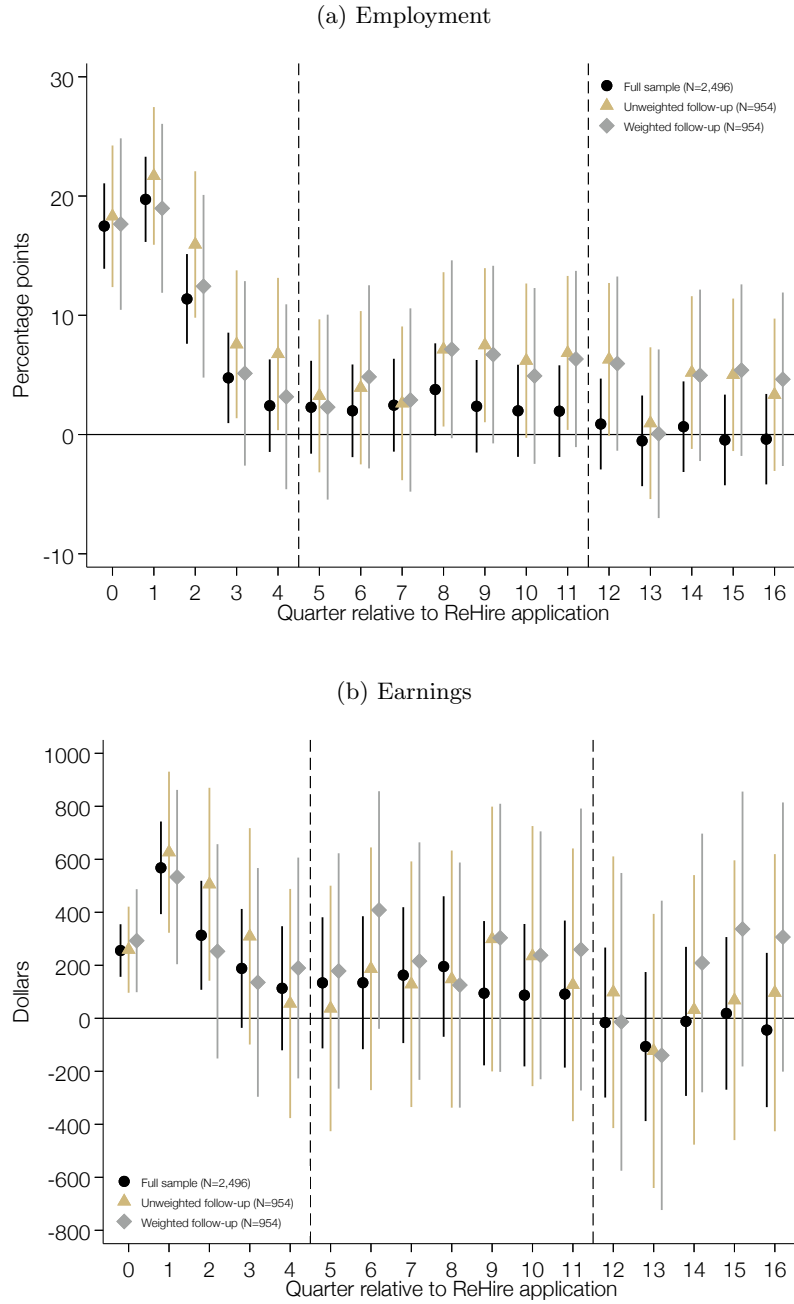 (a) Employment
30
20
10
0
-10
Percentage points
Full sample (N=2,496)
Unweighted follow-up (N=954)
Weighted follow-up (N=954)
0 1 2 3 4 5 6 7 8 9 10 11 12 13 14 15 16
Quarter relative to ReHire application
(b) Earnings
1000
800
600
400
200
0
-200
-400
-600
-800
Dollars
Full sample (N=2,496)
Unweighted follow-up (N=954)
Weighted follow-up (N=954)
0 1 2 3 4 5 6 7 8 9 10 11 12 13 14 15 16
Quarter relative to ReHire application